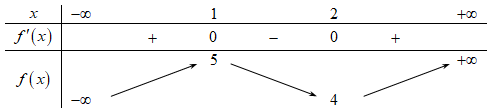 x −∞ 1 2 +∞
f′(x) + 0 − 0 +
5 +∞
f(x)
−∞ 4